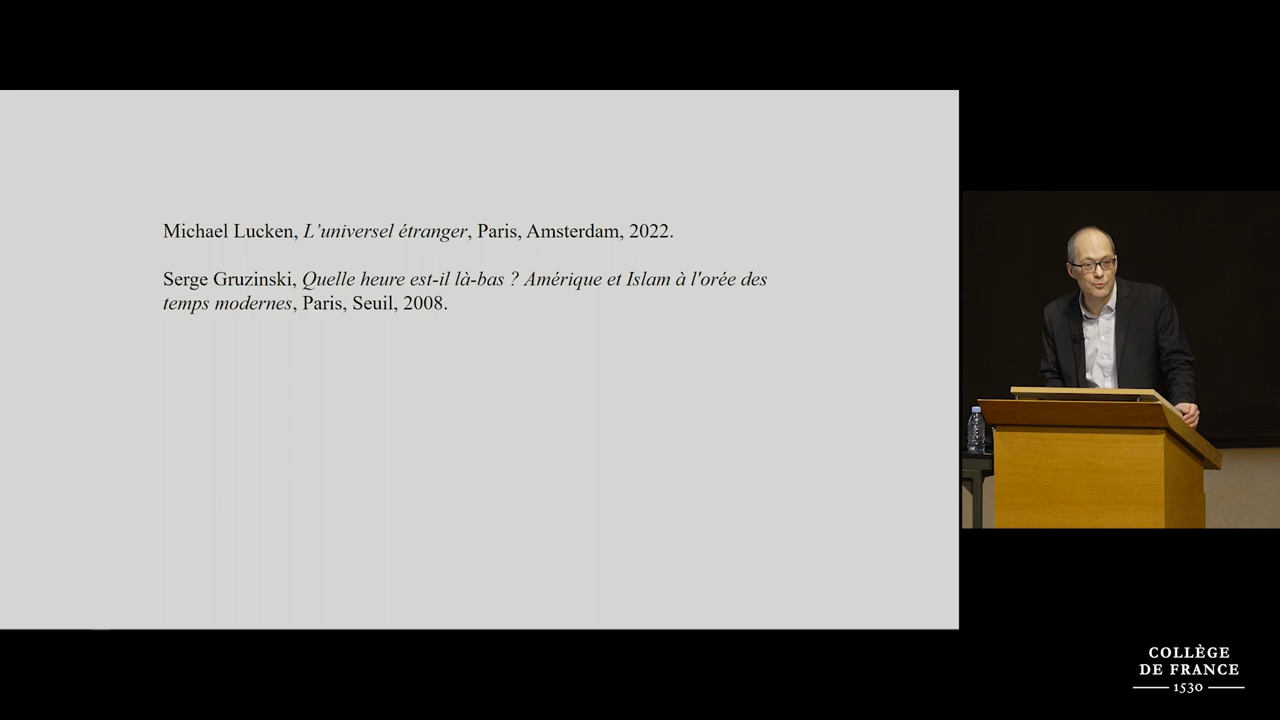 Michael Lucken, L’universel étranger, Paris, Amsterdam, 2022.
Serge Gruzinski, Quelle heure est-il là-bas ? Amérique et Islam à l'orée des
temps modernes, Paris, Seuil, 2008.
COLLÈGE
DE FRANCE
1530